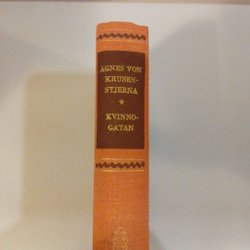 AGNES VON
KRUSEN-
STJERNA
*
KVINNO-
GATAN